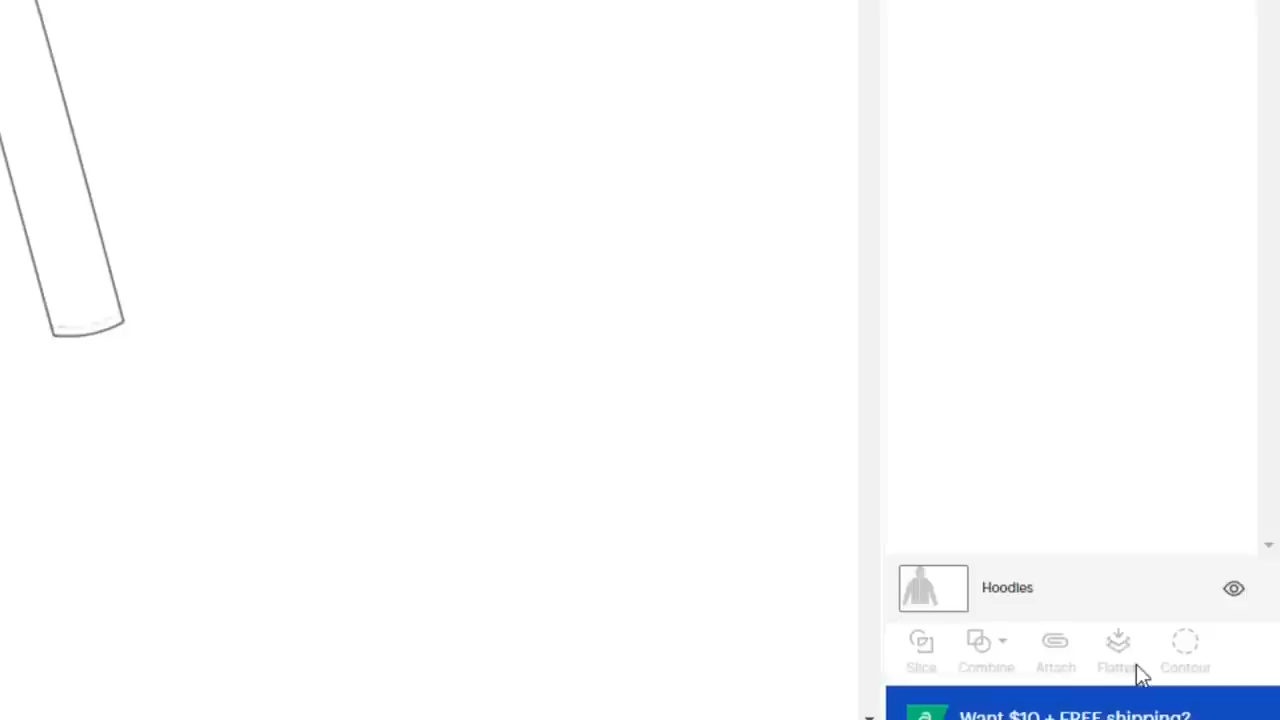 Hoodies
Slice Combine Attach Flatten Contour
Want $10 + FREE shipping?